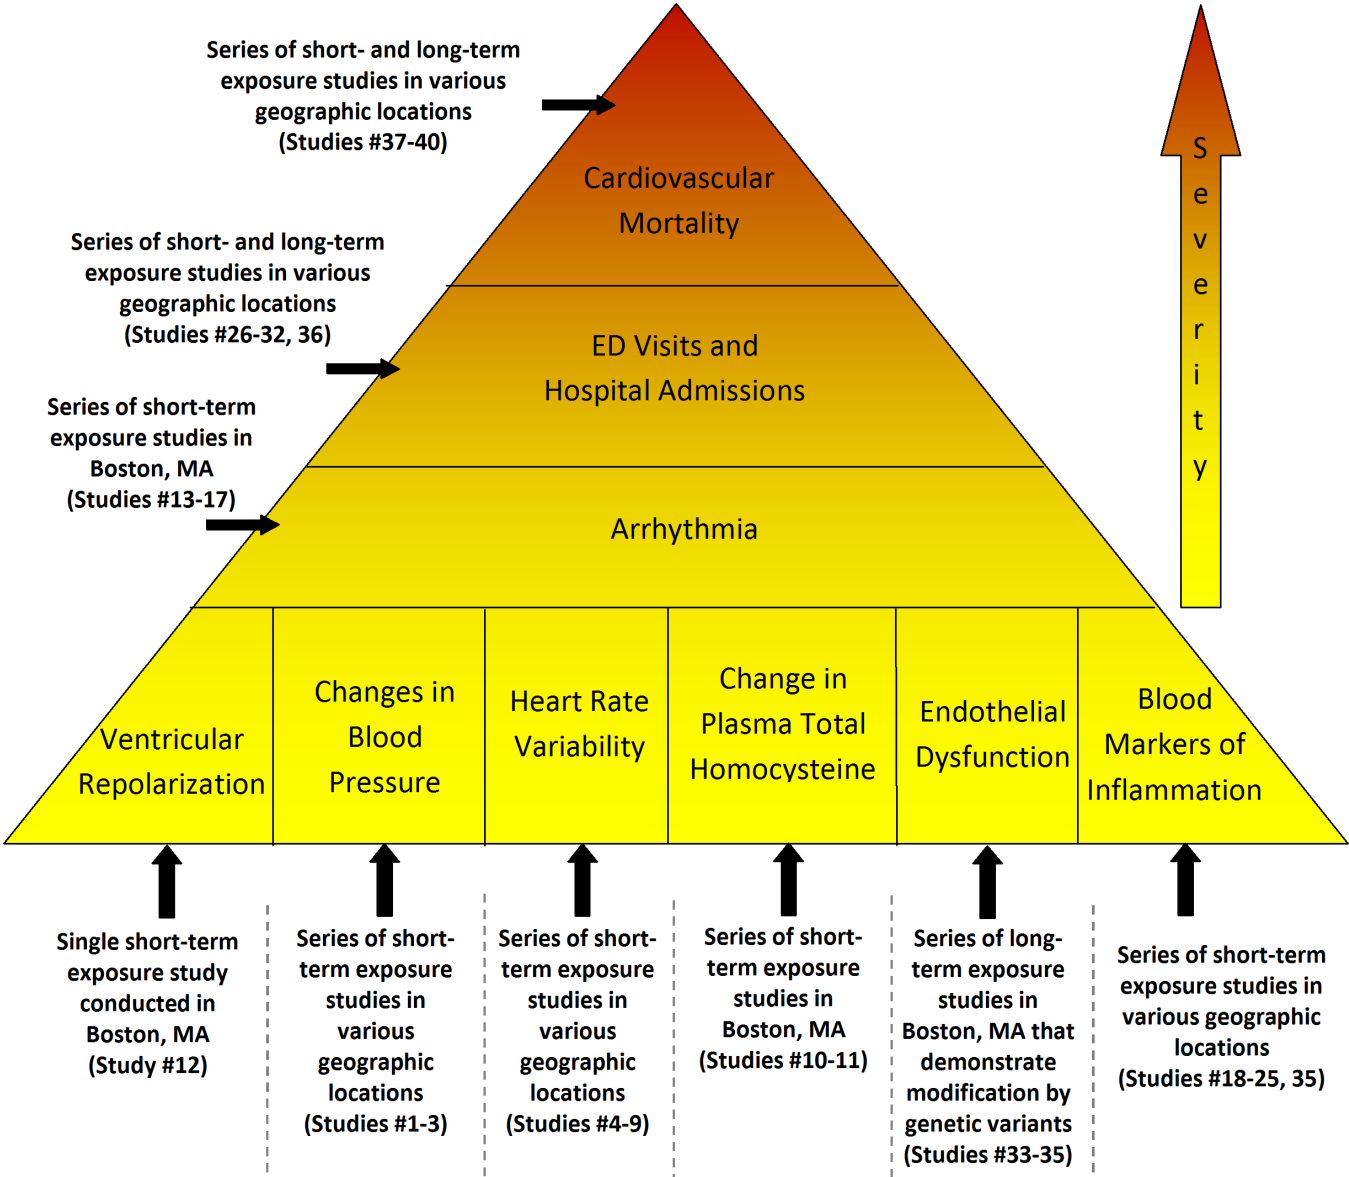 Series of short- and long-term
exposure studies in various
geographic locations
(Studies #37-40)
Cardiovascular
Mortality
Series of short- and long-term
exposure studies in various
geographic locations
(Studies #26-32, 36)
ED Visits and
Hospital Admissions
Series of short-term
exposure studies in
Boston, MA
(Studies #13-17)
Arrhythmia
Severity
Ventricular
Repolarization
Changes in
Blood
Pressure
Heart Rate
Variability
Change in
Plasma Total
Homocysteine
Endothelial
Dysfunction
Blood
Markers of
Inflammation
Single short-term
exposure study
conducted in
Boston, MA
(Study #12)
Series of short-
term exposure
studies in
various
geographic
locations
(Studies #1-3)
Series of short-
term exposure
studies in
various
geographic
locations
(Studies #4-9)
Series of short-
term exposure
studies in
Boston, MA
(Studies #10-11)
Series of long-
term exposure
studies in
Boston, MA that
demonstrate
modification by
genetic variants
(Studies #33-35)
Series of short-term
exposure studies in
various geographic
locations
(Studies #18-25, 35)